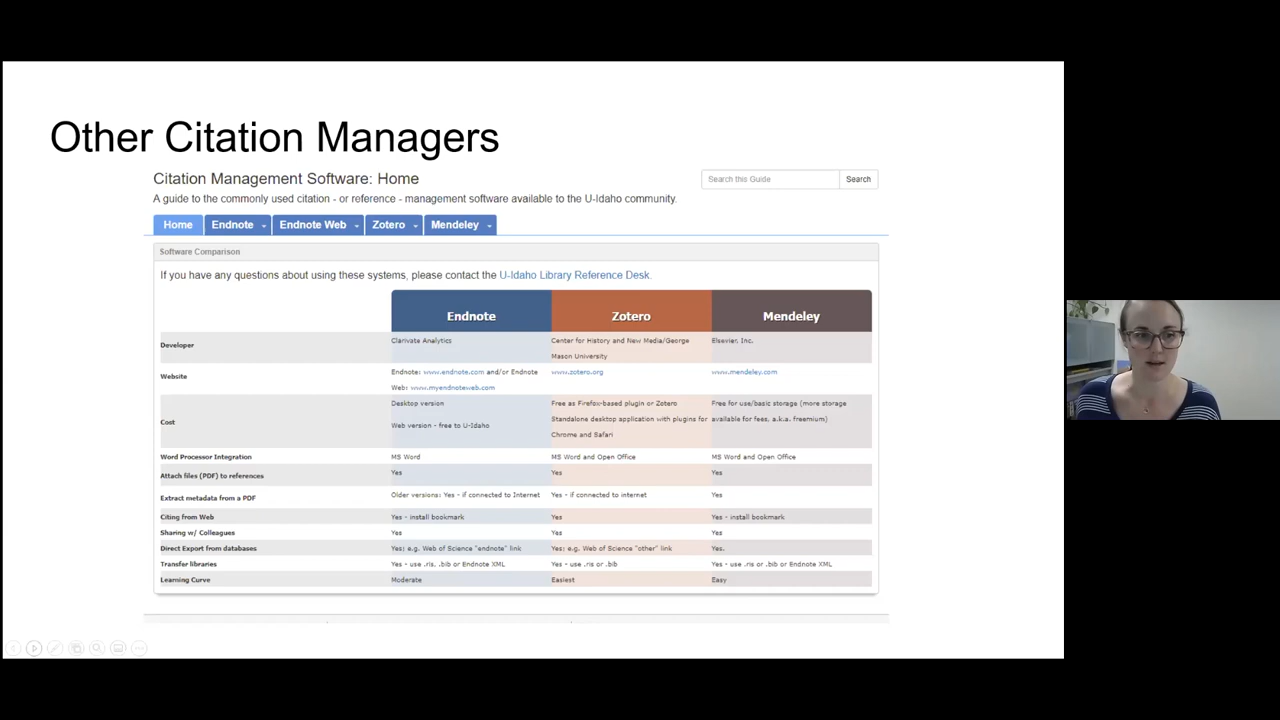 Other Citation Managers
Citation Management Software: Home
Search this Guide
Search
A guide to the commonly used citation - or reference - management software available to the U-Idaho community.
Home Endnote Endnote Web Zotero Mendeley
Software Comparison
If you have any questions about using these systems, please contact the U-Idaho Library Reference Desk.
Endnote Zotero Mendeley
Developer
Clarivate Analytics
Center for History and New Media/George
Mason University
Elsevier, Inc.
Website
Endnote: www.endnote.com and/or Endnote
Web: www.myendnoteweb.com
www.zotero.org
www.mendeley.com
Cost
Desktop version
Web version - free to U-Idaho
Free as Firefox-based plugin or Zotero
Standalone desktop application with plugins for
Chrome and Safari
Free for use/basic storage (more storage
available for fees, a.k.a. freemium)
Word Processor Integration
MS Word
MS Word and Open Office
MS Word and Open Office
Attach files (PDF) to references
Yes
Yes
Yes
Extract metadata from a PDF
Older versions: Yes - if connected to Internet
Yes - if connected to internet
Yes
Citing from Web
Yes - install bookmark
Yes
Yes - install bookmark
Sharing w/ Colleagues
Yes
Yes
Yes
Direct Export from databases
Yes; e.g. Web of Science "endnote" link
Yes; e.g. Web of Science "other" link
Yes.
Transfer libraries
Yes - use .ris, .bib or Endnote XML
Yes - use .ris or .bib
Yes - use .ris or .bib or Endnote XML
Learning Curve
Moderate
Easiest
Easy